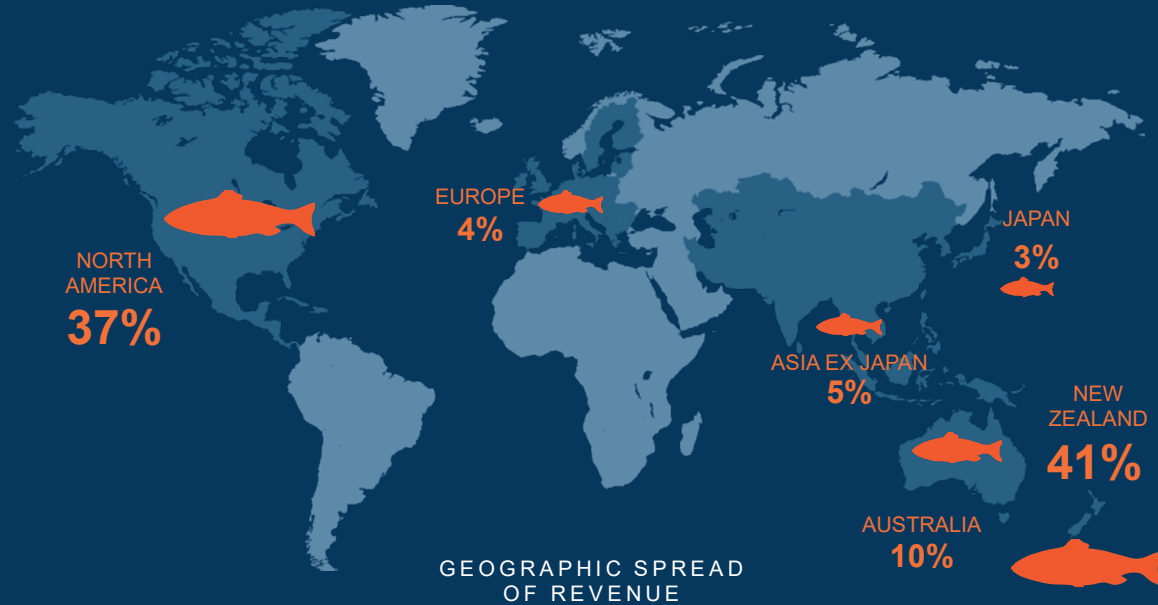 NORTH
AMERICA
37%
EUROPE
4%
JAPAN
3%
ASIA EX JAPAN
5%
NEW
ZEALAND
41%
AUSTRALIA
10%
GEOGRAPHIC SPREAD
OF REVENUE